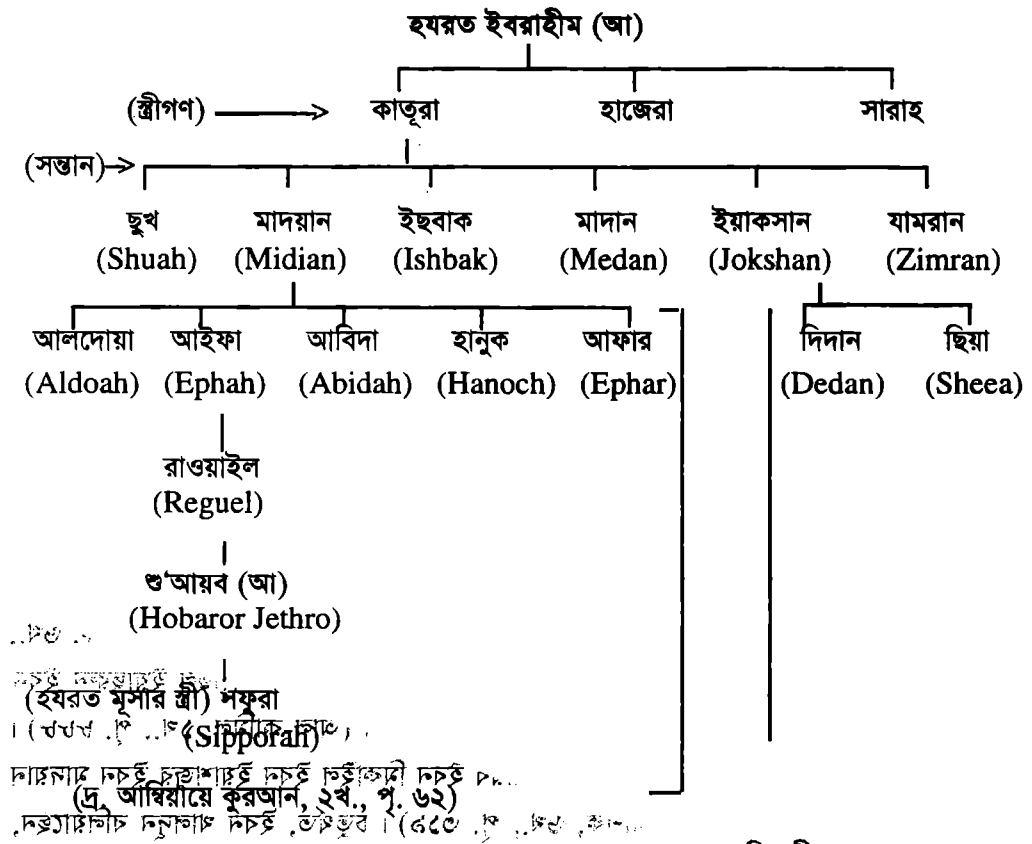 হযরত ইবরাহীম (আ)
(স্ত্রীগণ) কাতূরা হাজেরা সারাহ
(সন্তান)
ছুখ মাদয়ান ইছবাক মাদান ইয়াকসান যামরান
(Shuah) (Midian) (Ishbak) (Medan) (Jokshan) (Zimran)
আলদোয়া আইফা আবিদা হানুক আফার দিদান ছিয়া
(Aldoah) (Ephah) (Abidah) (Hanoch) (Ephar) (Dedan) (Sheea)
রাওয়াইল
(Reguel)
শু‘আয়ব (আ)
(Hobaror Jethro)
(হযরত মূসার স্ত্রী) সফুরা
(Sipporah)
(দ্র. আম্বিয়ায়ে কুরআন, ২খ., পৃ. ৬২)